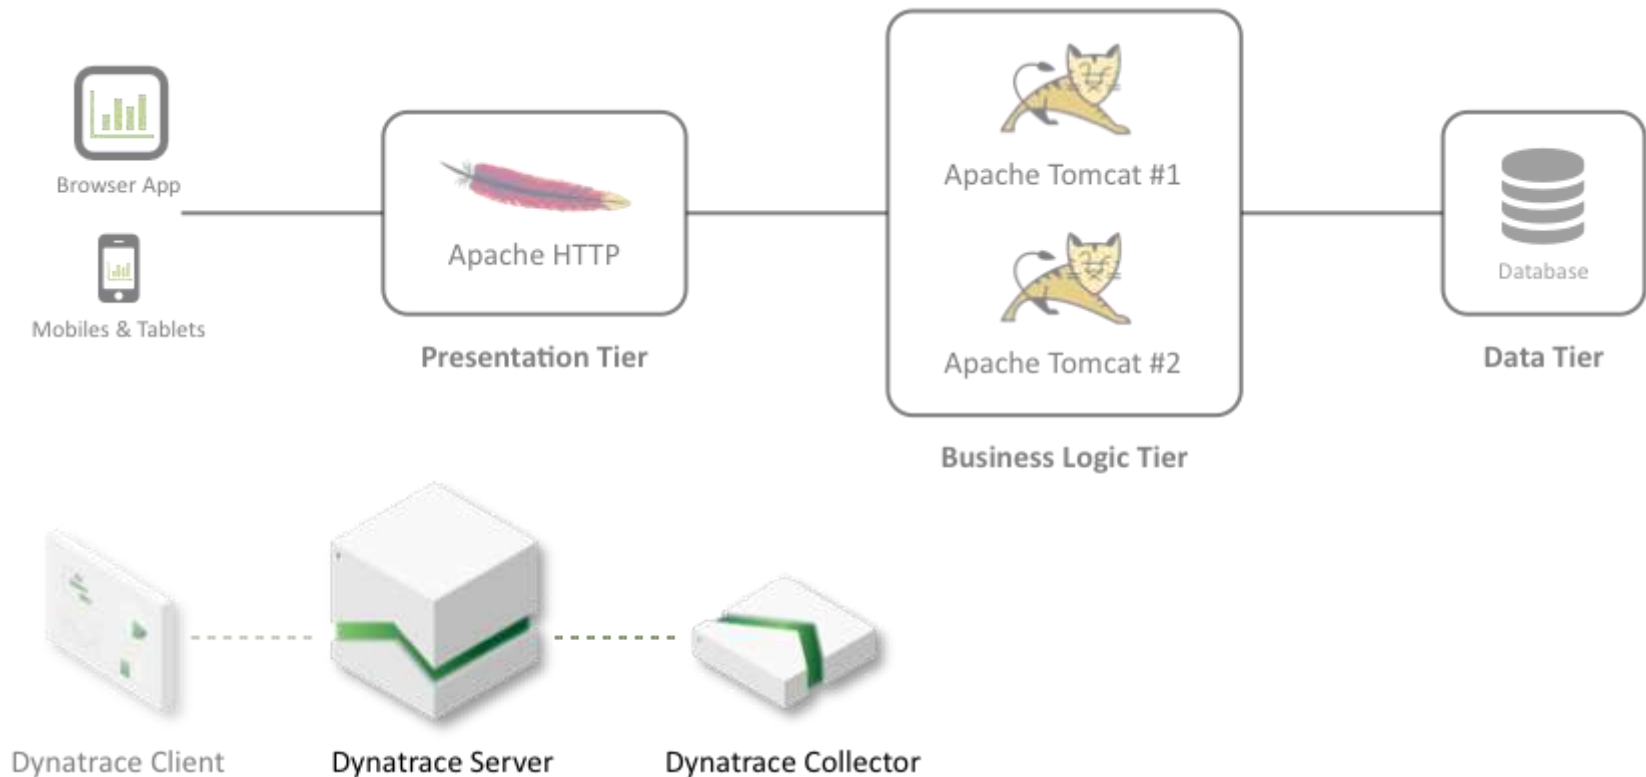 Browser App
Mobiles & Tablets
Apache HTTP
Presentation Tier
Apache Tomcat #1
Apache Tomcat #2
Business Logic Tier
Database
Data Tier
Dynatrace Client
Dynatrace Server
Dynatrace Collector